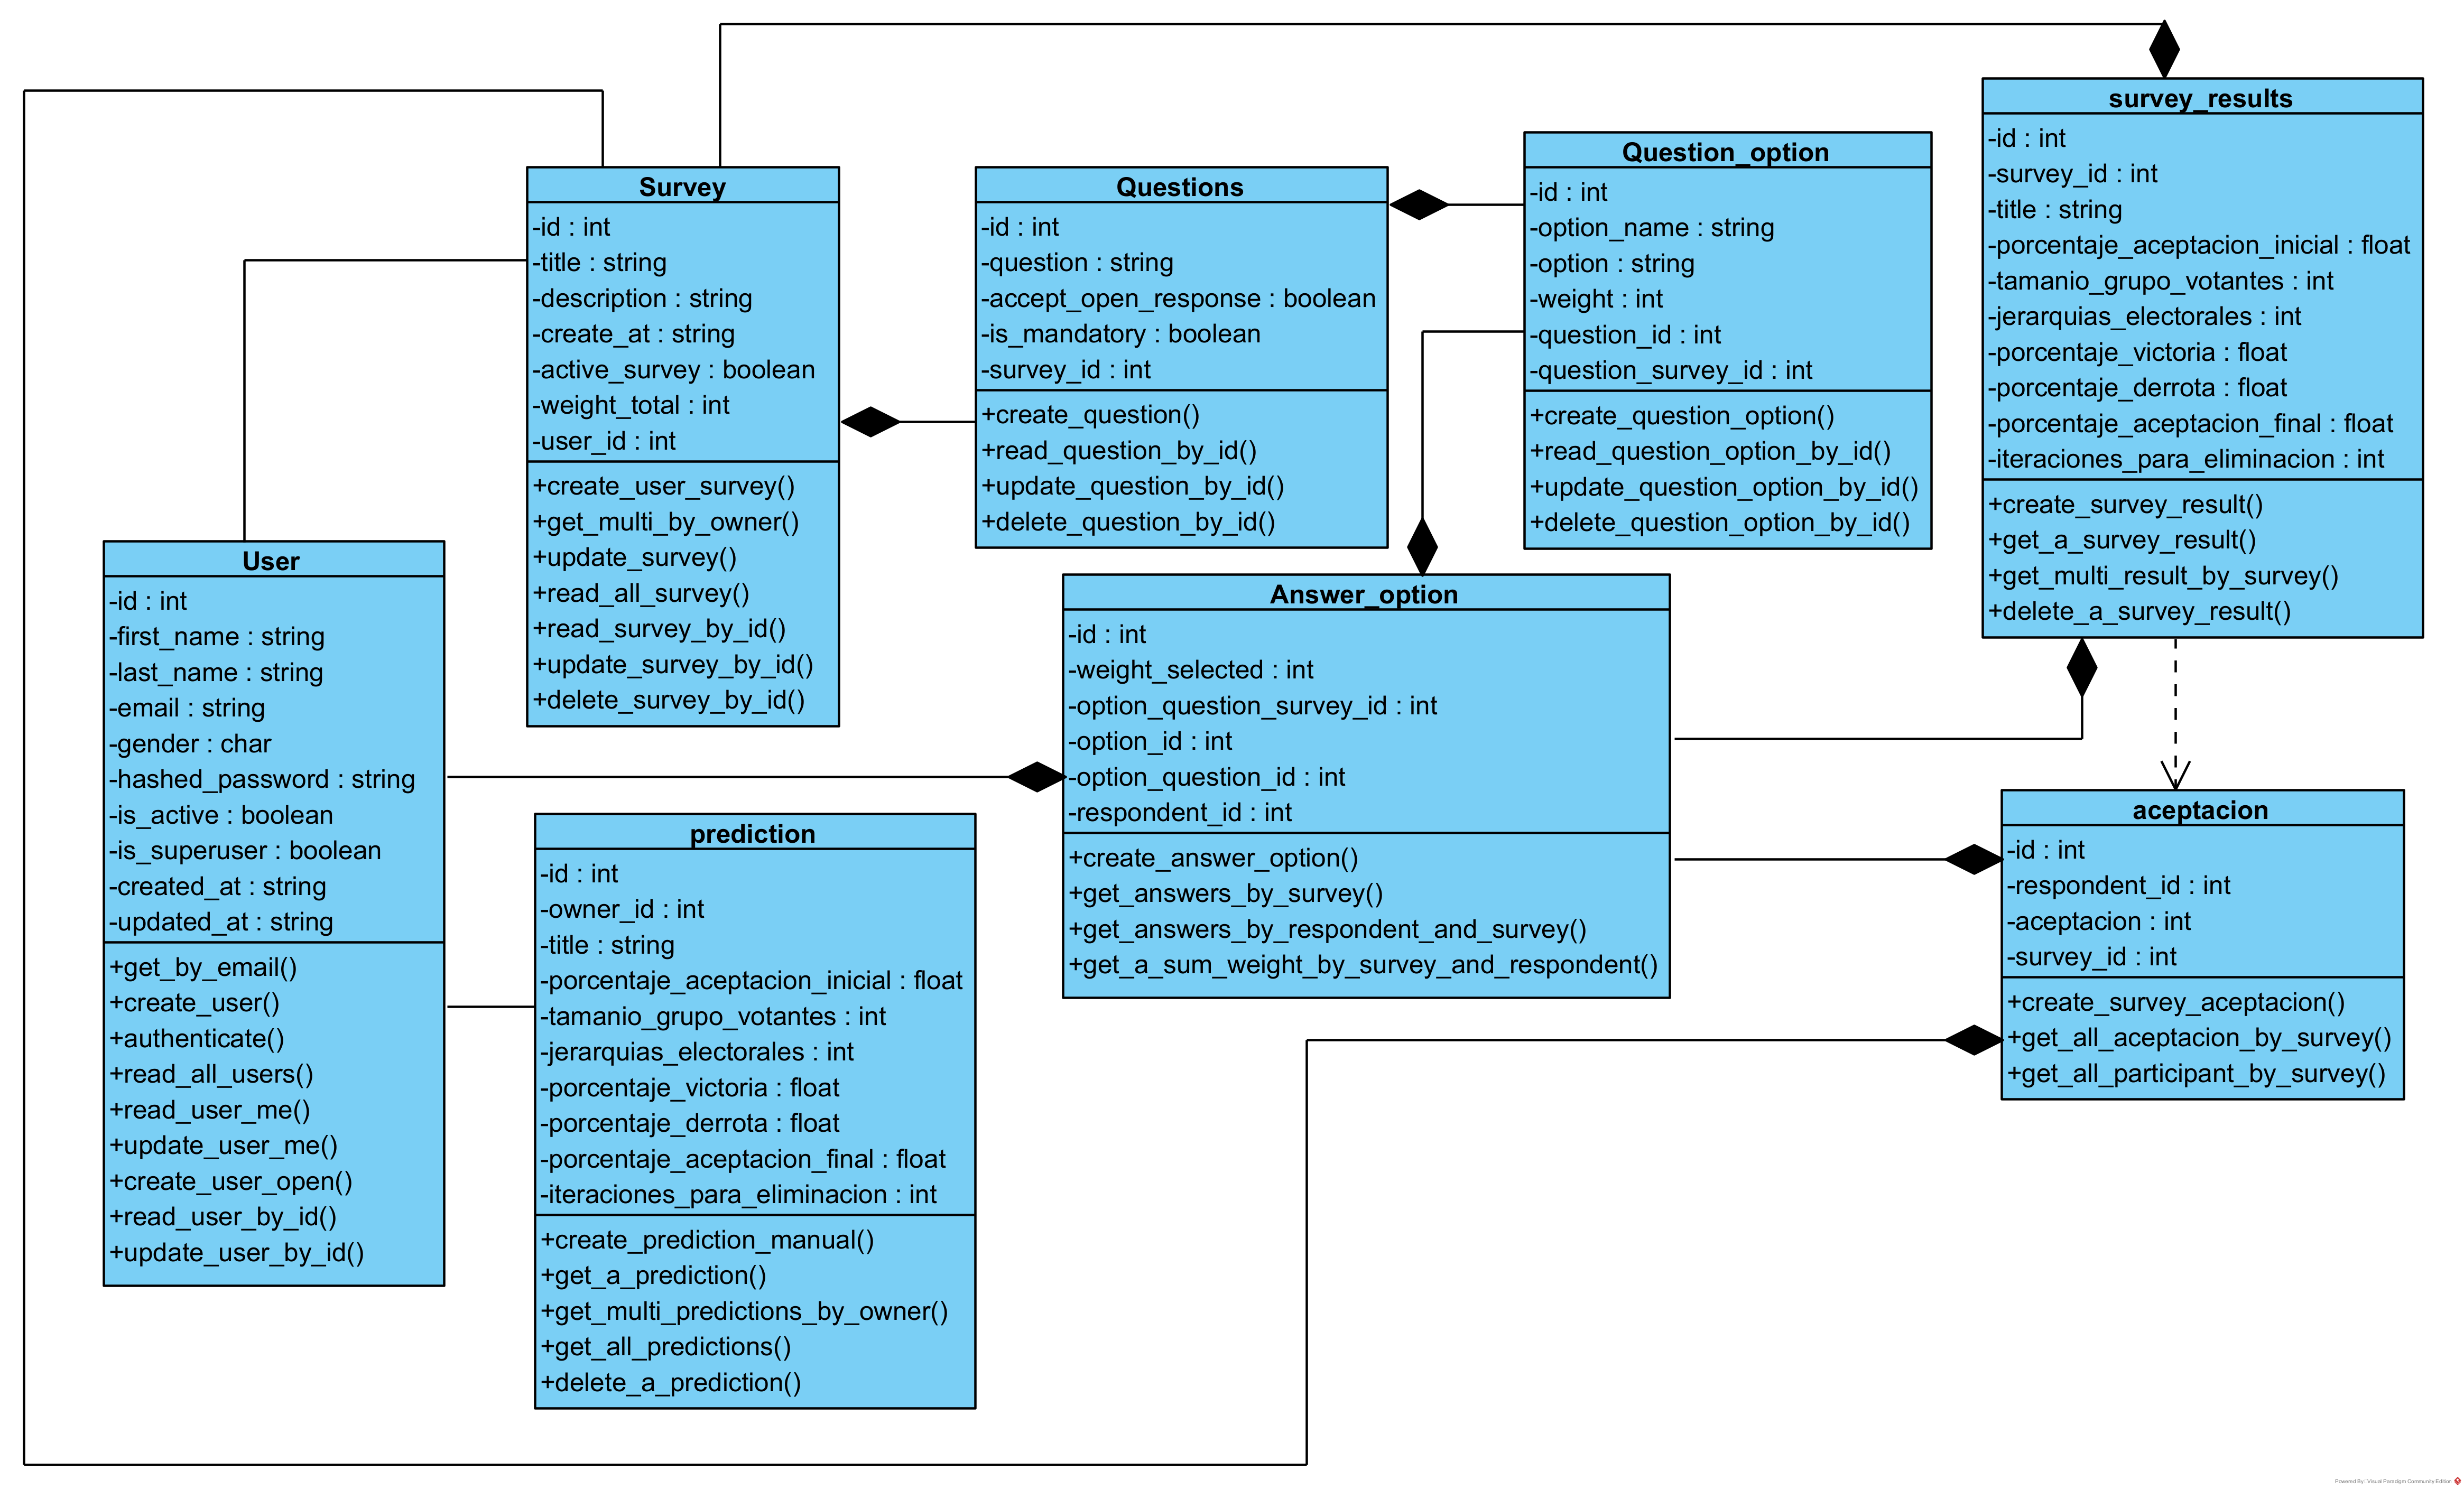 survey_results
-id : int
-survey_id : int
-title : string
-porcentaje_aceptacion_inicial : float
-tamanio_grupo_votantes : int
-jerarquias_electorales : int
-porcentaje_victoria : float
-porcentaje_derrota : float
-porcentaje_aceptacion_final : float
-iteraciones_para_eliminacion : int
+create_survey_result()
+get_a_survey_result()
+get_multi_result_by_survey()
+delete_a_survey_result()
Question_option
-id : int
-option_name : string
-option : string
-weight : int
-question_id : int
-question_survey_id : int
+create_question_option()
+read_question_option_by_id()
+update_question_option_by_id()
+delete_question_option_by_id()
Survey
-id : int
-title : string
-description : string
-create_at : string
-active_survey : boolean
-weight_total : int
-user_id : int
+create_user_survey()
+get_multi_by_owner()
+update_survey()
+read_all_survey()
+read_survey_by_id()
+update_survey_by_id()
+delete_survey_by_id()
Questions
-id : int
-question : string
-accept_open_response : boolean
-is_mandatory : boolean
-survey_id : int
+create_question()
+read_question_by_id()
+update_question_by_id()
+delete_question_by_id()
User
-id : int
-first_name : string
-last_name : string
-email : string
-gender : char
-hashed_password : string
-is_active : boolean
-is_superuser : boolean
-created_at : string
-updated_at : string
+get_by_email()
+create_user()
+authenticate()
+read_all_users()
+read_user_me()
+update_user_me()
+create_user_open()
+read_user_by_id()
+update_user_by_id()
Answer_option
-id : int
-weight_selected : int
-option_question_survey_id : int
-option_id : int
-option_question_id : int
-respondent_id : int
+create_answer_option()
+get_answers_by_survey()
+get_answers_by_respondent_and_survey()
+get_a_sum_weight_by_survey_and_respondent()
prediction
-id : int
-owner_id : int
-title : string
-porcentaje_aceptacion_inicial : float
-tamanio_grupo_votantes : int
-jerarquias_electorales : int
-porcentaje_victoria : float
-porcentaje_derrota : float
-porcentaje_aceptacion_final : float
-iteraciones_para_eliminacion : int
+create_prediction_manual()
+get_a_prediction()
+get_multi_predictions_by_owner()
+get_all_predictions()
+delete_a_prediction()
aceptacion
-id : int
-respondent_id : int
-aceptacion : int
-survey_id : int
+create_survey_aceptacion()
+get_all_aceptacion_by_survey()
+get_all_participant_by_survey()
Powered By: Visual Paradigm Community Edition